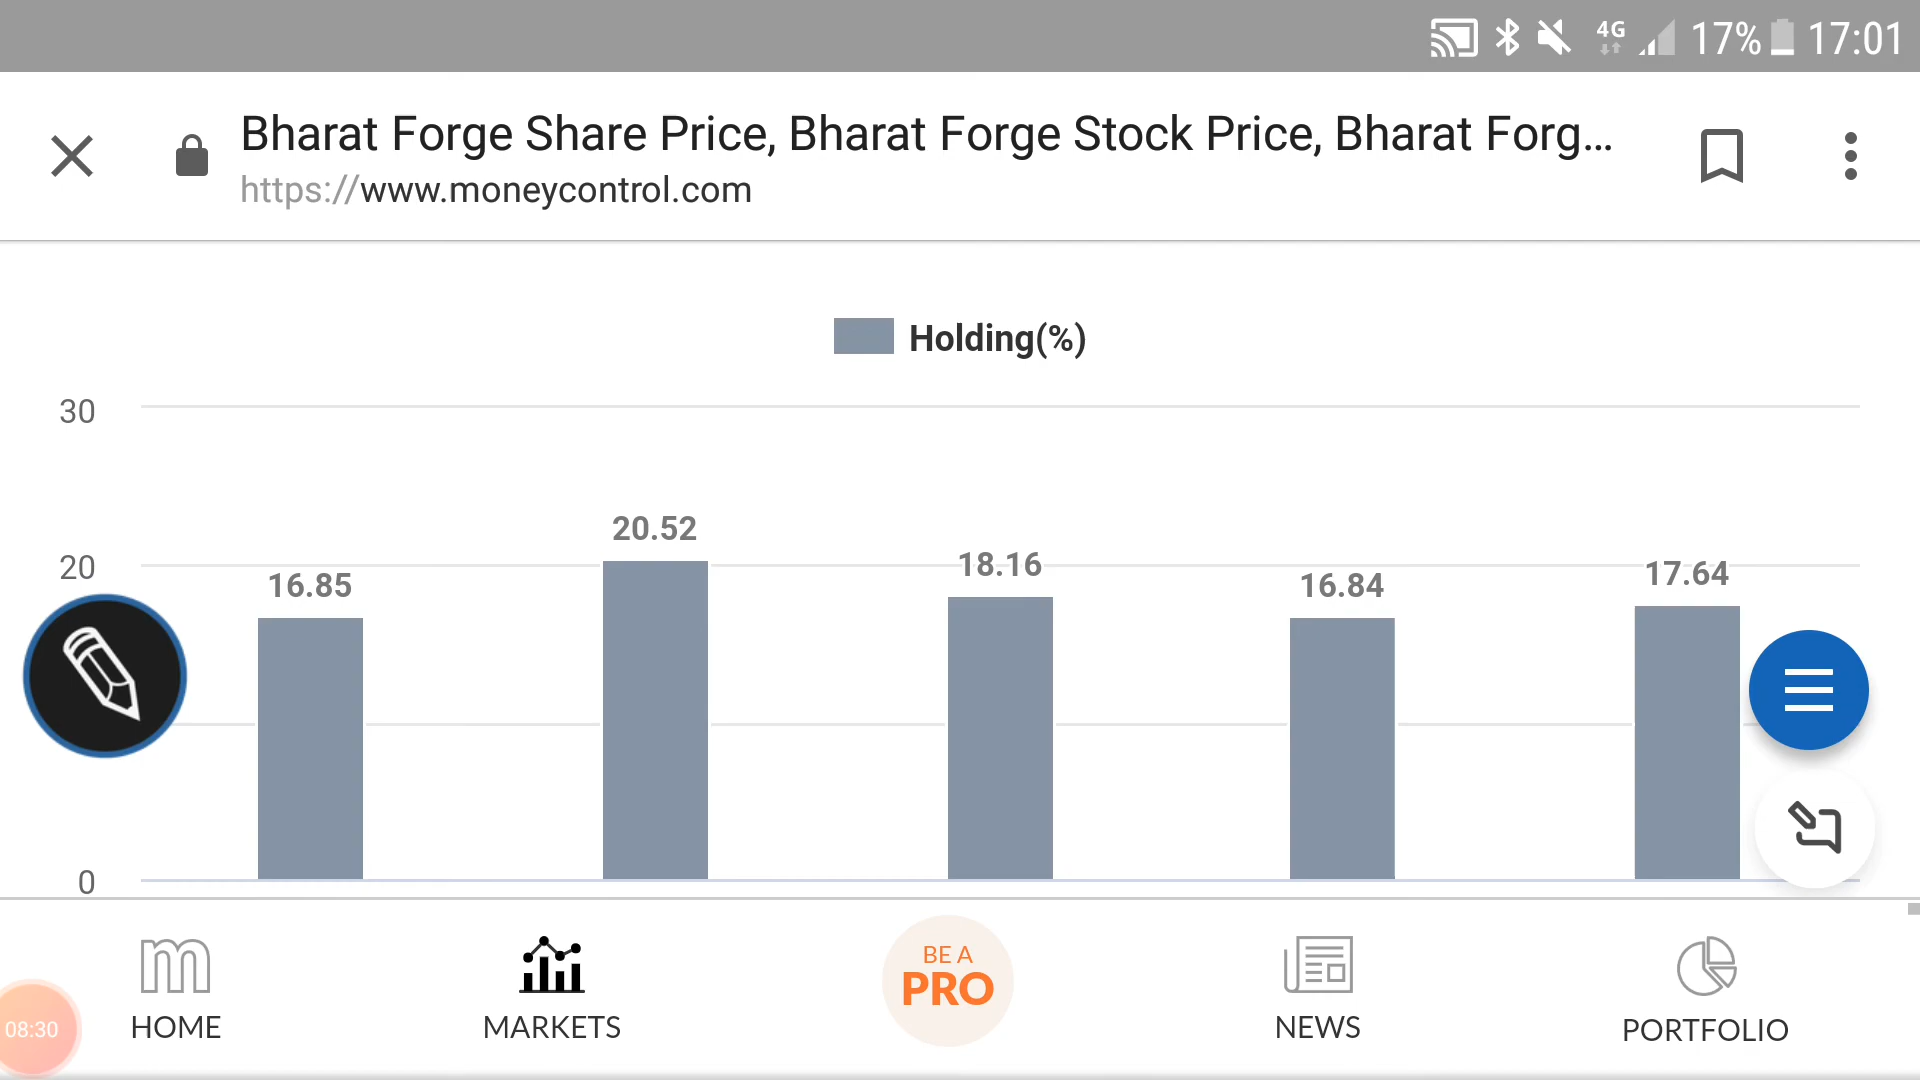 4G 17% 17:01
Bharat Forge Share Price, Bharat Forge Stock Price, Bharat Forg...
https://www.moneycontrol.com
Holding(%)
30
20
0
16.85
20.52
18.16
16.84
17.64
HOME
MARKETS
BE A
PRO
NEWS
PORTFOLIO
08:30